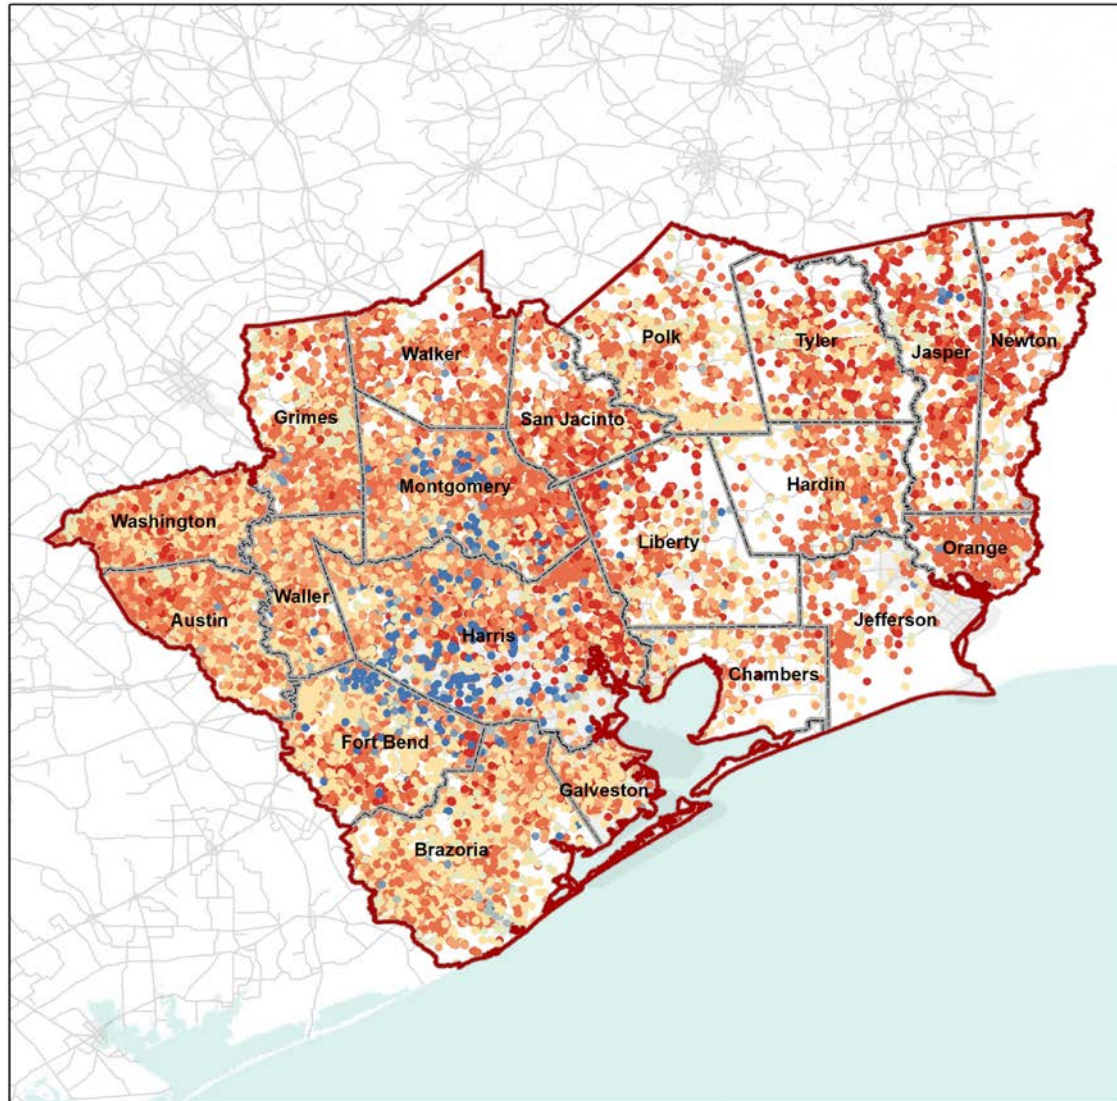 Polk
Tyler
Jasper
Newton
Walker
Grimes
San Jacinto
Montgomery
Hardin
Washington
Liberty
Orange
Waller
Austin
Harris
Jefferson
Chambers
Fort Bend
Galveston
Brazoria